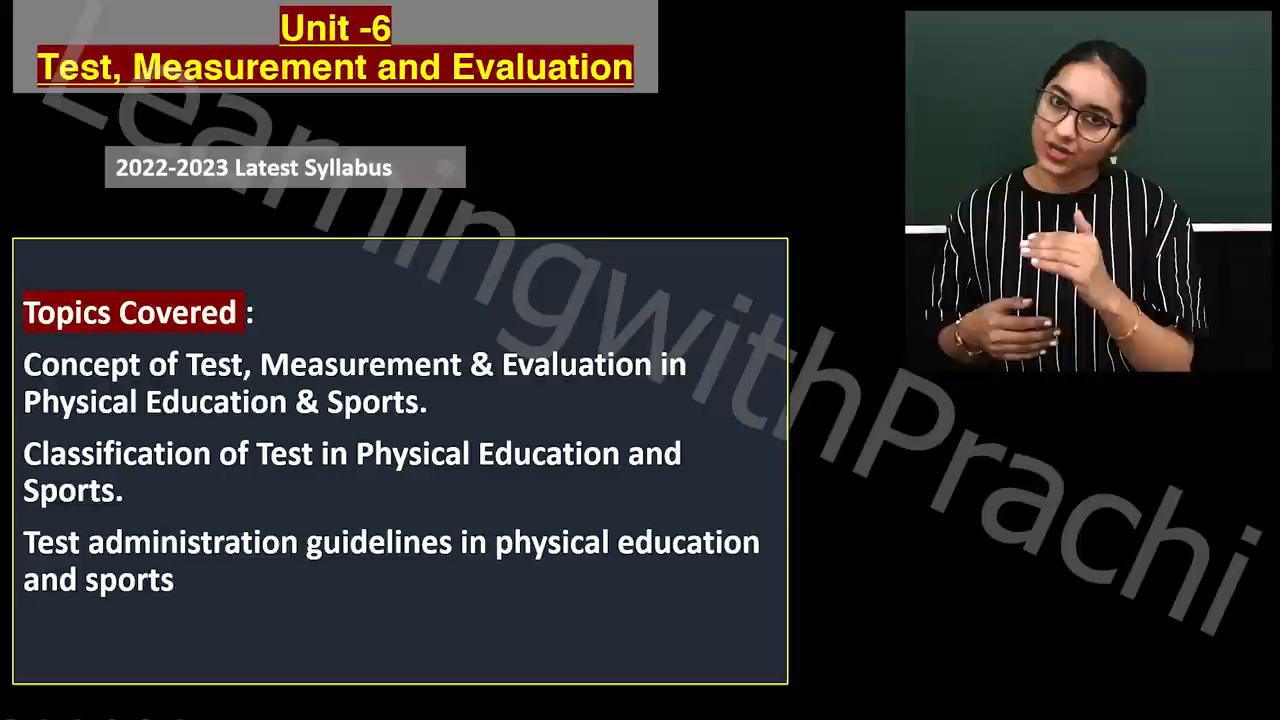 Unit -6
Test, Measurement and Evaluation
2022-2023 Latest Syllabus
Topics Covered :
Concept of Test, Measurement & Evaluation in
Physical Education & Sports.
Classification of Test in Physical Education and
Sports.
Test administration guidelines in physical education
and sports
LearningwithPrachi